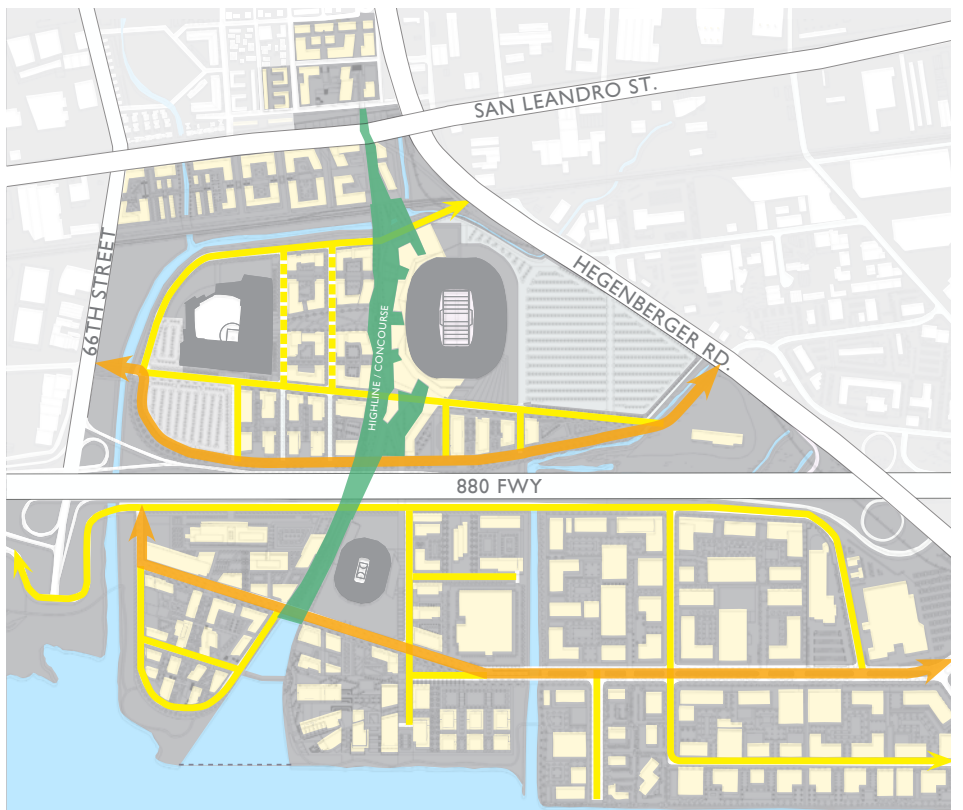 SAN LEANDRO ST.
66TH STREET
HEGENBERGER RD.
HIGHLINE / CONCOURSE
880 FWY